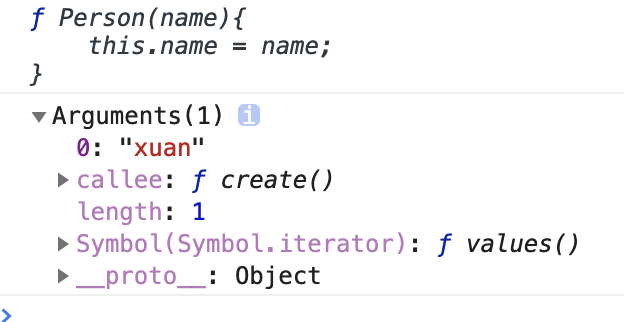 f Person(name){
this.name = name;
}
▼Arguments(1) i
0: "xuan"
▶callee: f create()
length: 1
▶Symbol(Symbol.iterator): f values()
▶__proto__: Object
>